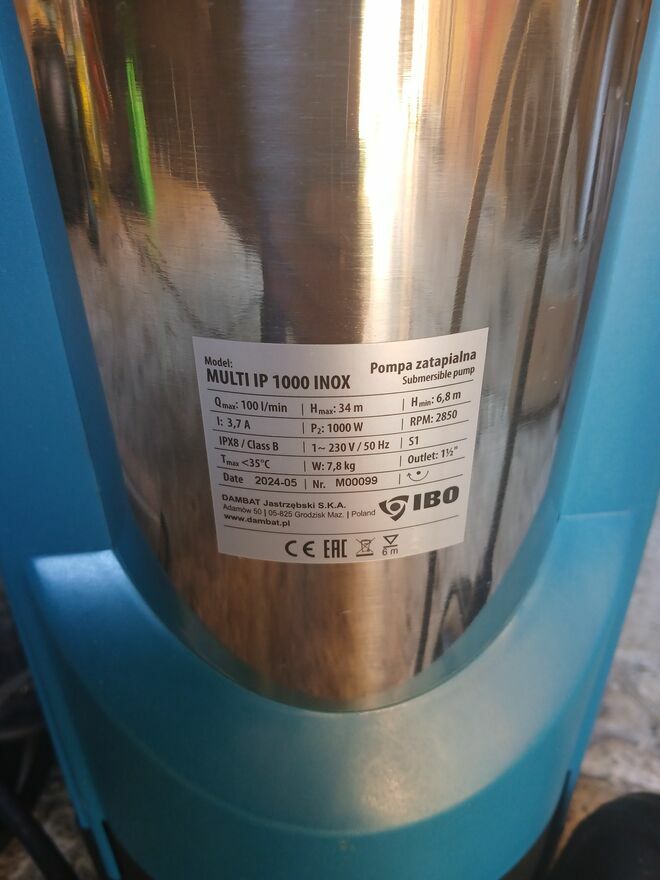 Model:
MULTI IP 1000 INOX
Pompa zatapialna
Submersible pump
Qmax: 100 l/min | Hmax: 34 m | Hmin: 6,8 m
I: 3,7 A | P2: 1000 W | RPM: 2850
IPX8 / Class B | 1~ 230 V / 50 Hz | S1
Tmax <35°C | W: 7,8 kg | Outlet: 1½"
Date 2024-05 | Nr. M00099
DAMBAT Jastrzębski S.K.A.
Adamów 50 | 05-825 Grodzisk Maz. | Poland
www.dambat.pl
IBO
CE EAC
6 m